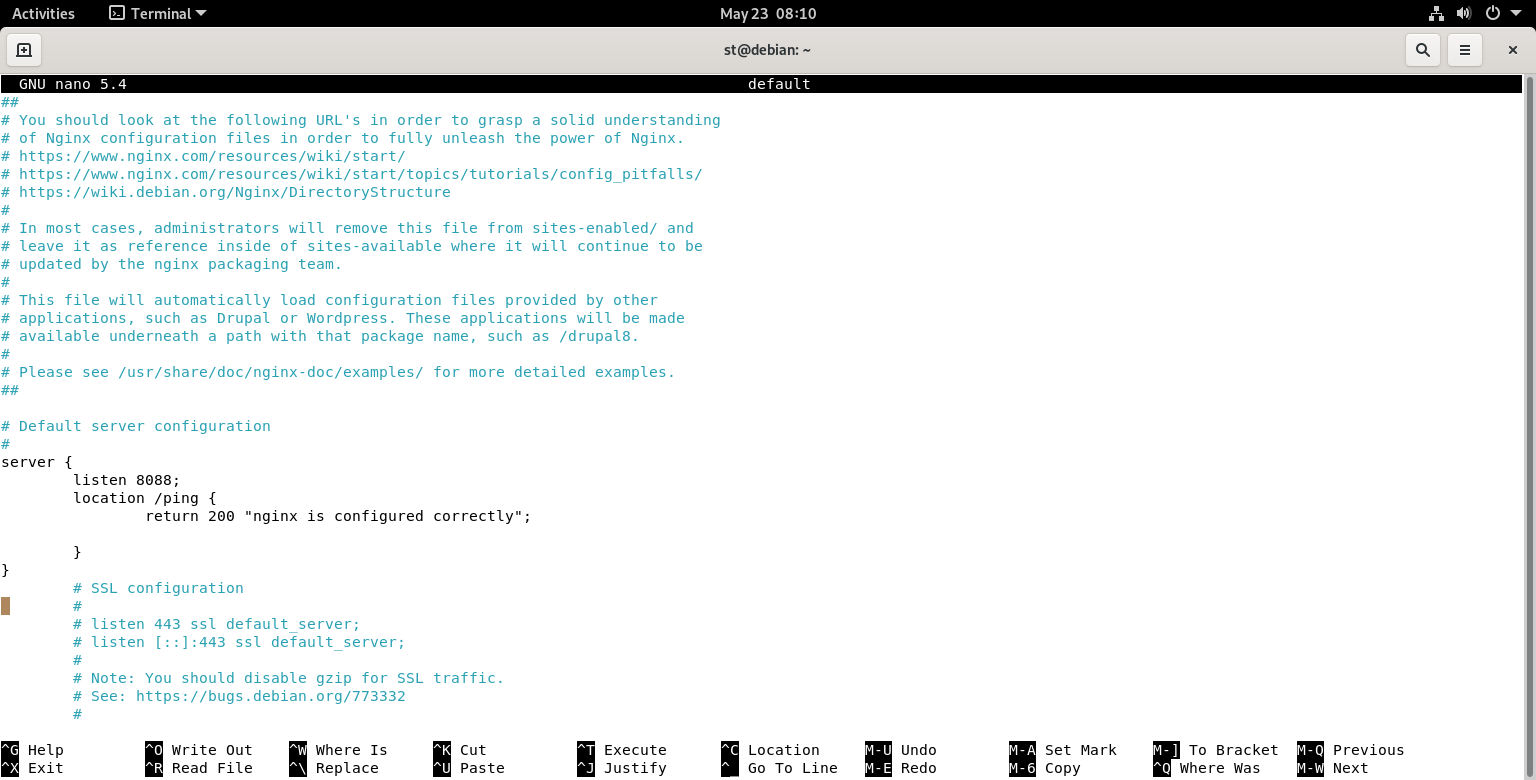 Activities Terminal May 23 08:10
st@debian: ~
GNU nano 5.4 default
##
# You should look at the following URL's in order to grasp a solid understanding
# of Nginx configuration files in order to fully unleash the power of Nginx.
# https://www.nginx.com/resources/wiki/start/
# https://www.nginx.com/resources/wiki/start/topics/tutorials/config_pitfalls/
# https://wiki.debian.org/Nginx/DirectoryStructure
#
# In most cases, administrators will remove this file from sites-enabled/ and
# leave it as reference inside of sites-available where it will continue to be
# updated by the nginx packaging team.
#
# This file will automatically load configuration files provided by other
# applications, such as Drupal or Wordpress. These applications will be made
# available underneath a path with that package name, such as /drupal8.
#
# Please see /usr/share/doc/nginx-doc/examples/ for more detailed examples.
##

# Default server configuration
#
server {
        listen 8088;
        location /ping {
                return 200 "nginx is configured correctly";

        }
}
        # SSL configuration
        #
        # listen 443 ssl default_server;
        # listen [::]:443 ssl default_server;
        #
        # Note: You should disable gzip for SSL traffic.
        # See: https://bugs.debian.org/773332
        #
^G Help ^O Write Out ^W Where Is ^K Cut ^T Execute ^C Location M-U Undo M-A Set Mark M-] To Bracket M-Q Previous
^X Exit ^R Read File ^\ Replace ^U Paste ^J Justify ^_ Go To Line M-E Redo M-6 Copy ^Q Where Was M-W Next